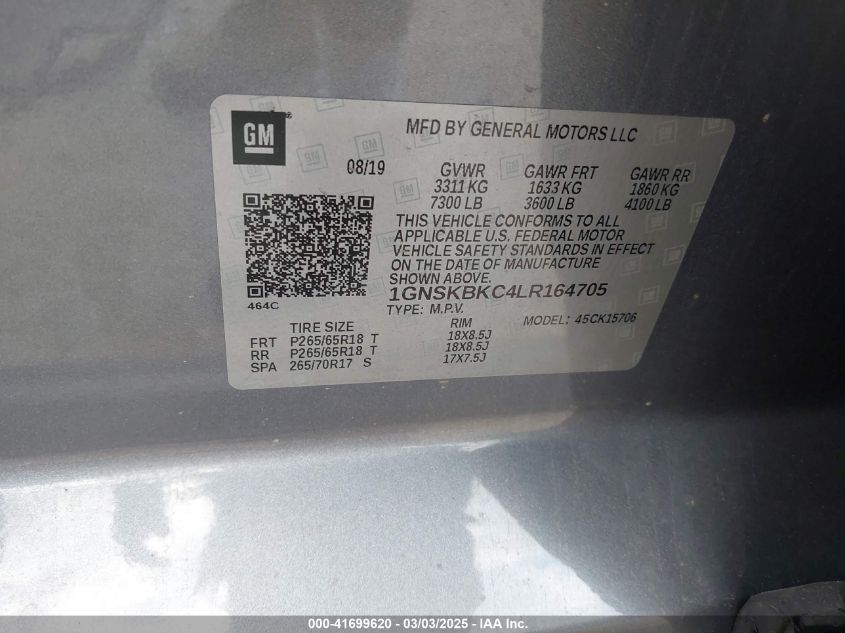 GM ®
MFD BY GENERAL MOTORS LLC
08/19 GVWR GAWR FRT GAWR RR
3311 KG 1633 KG 1860 KG
7300 LB 3600 LB 4100 LB
THIS VEHICLE CONFORMS TO ALL
APPLICABLE U.S. FEDERAL MOTOR
VEHICLE SAFETY STANDARDS IN EFFECT
ON THE DATE OF MANUFACTURE
SHOWN ABOVE.
464C
1GNSKBKC4LR164705
TYPE: M.P.V. MODEL: 45CK15706
TIRE SIZE RIM
FRT P265/65R18 T 18X8.5J
RR P265/65R18 T 18X8.5J
SPA 265/70R17 S 17X7.5J
000-41699620 - 03/03/2025 - IAA Inc.